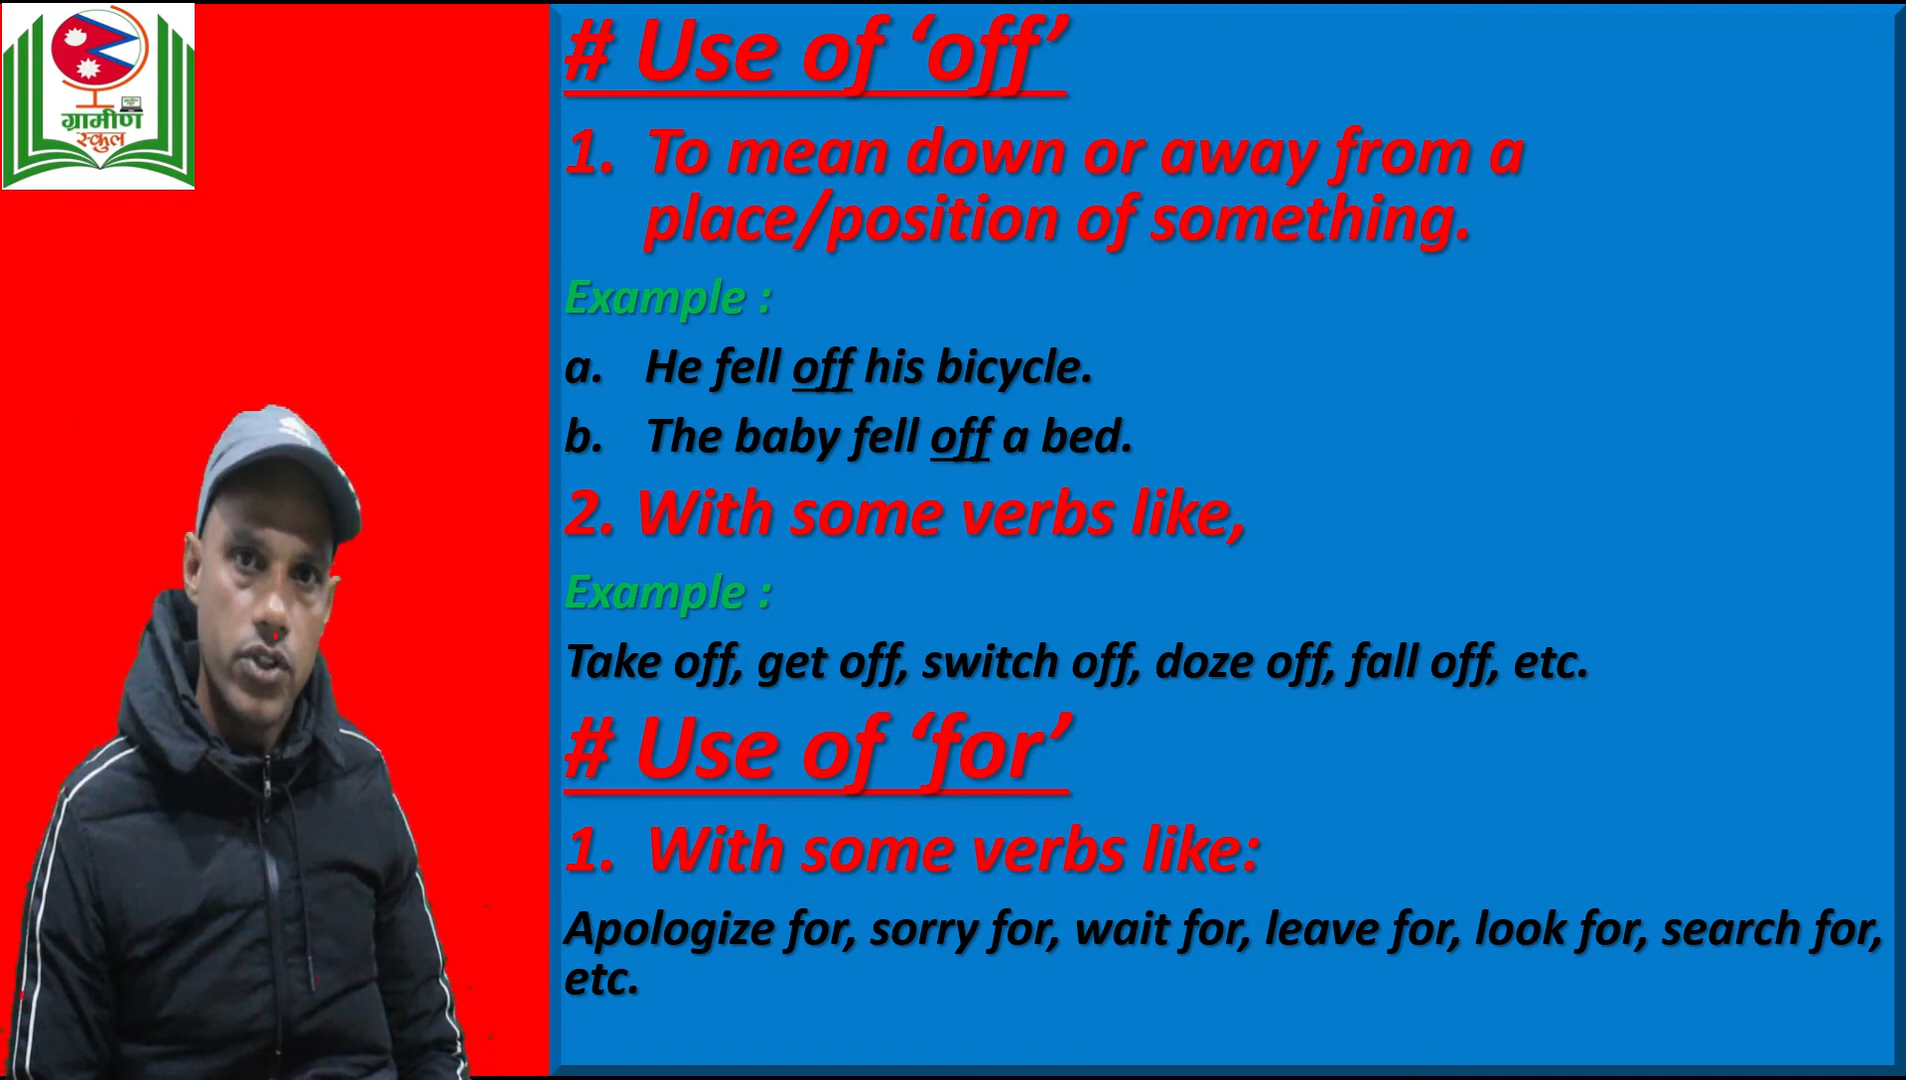 ग्रामीण
स्कुल
# Use of ‘off’
1. To mean down or away from a
place/position of something.
Example :
a. He fell off his bicycle.
b. The baby fell off a bed.
2. With some verbs like,
Example :
Take off, get off, switch off, doze off, fall off, etc.
# Use of ‘for’
1. With some verbs like:
Apologize for, sorry for, wait for, leave for, look for, search for,
etc.